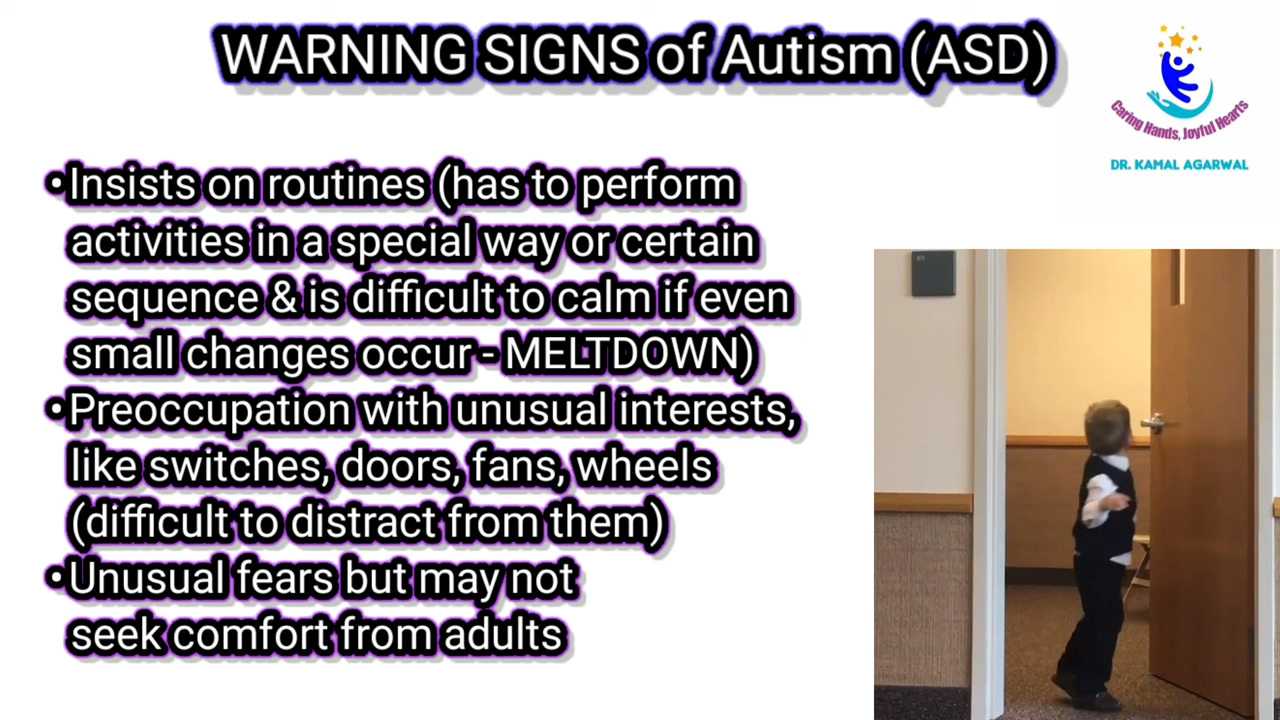 WARNING SIGNS of Autism (ASD)
Caring Hands, Joyful Hearts
DR. KAMAL AGARWAL
•Insists on routines (has to perform
activities in a special way or certain
sequence & is difficult to calm if even
small changes occur - MELTDOWN)
•Preoccupation with unusual interests,
like switches, doors, fans, wheels
(difficult to distract from them)
•Unusual fears but may not
seek comfort from adults